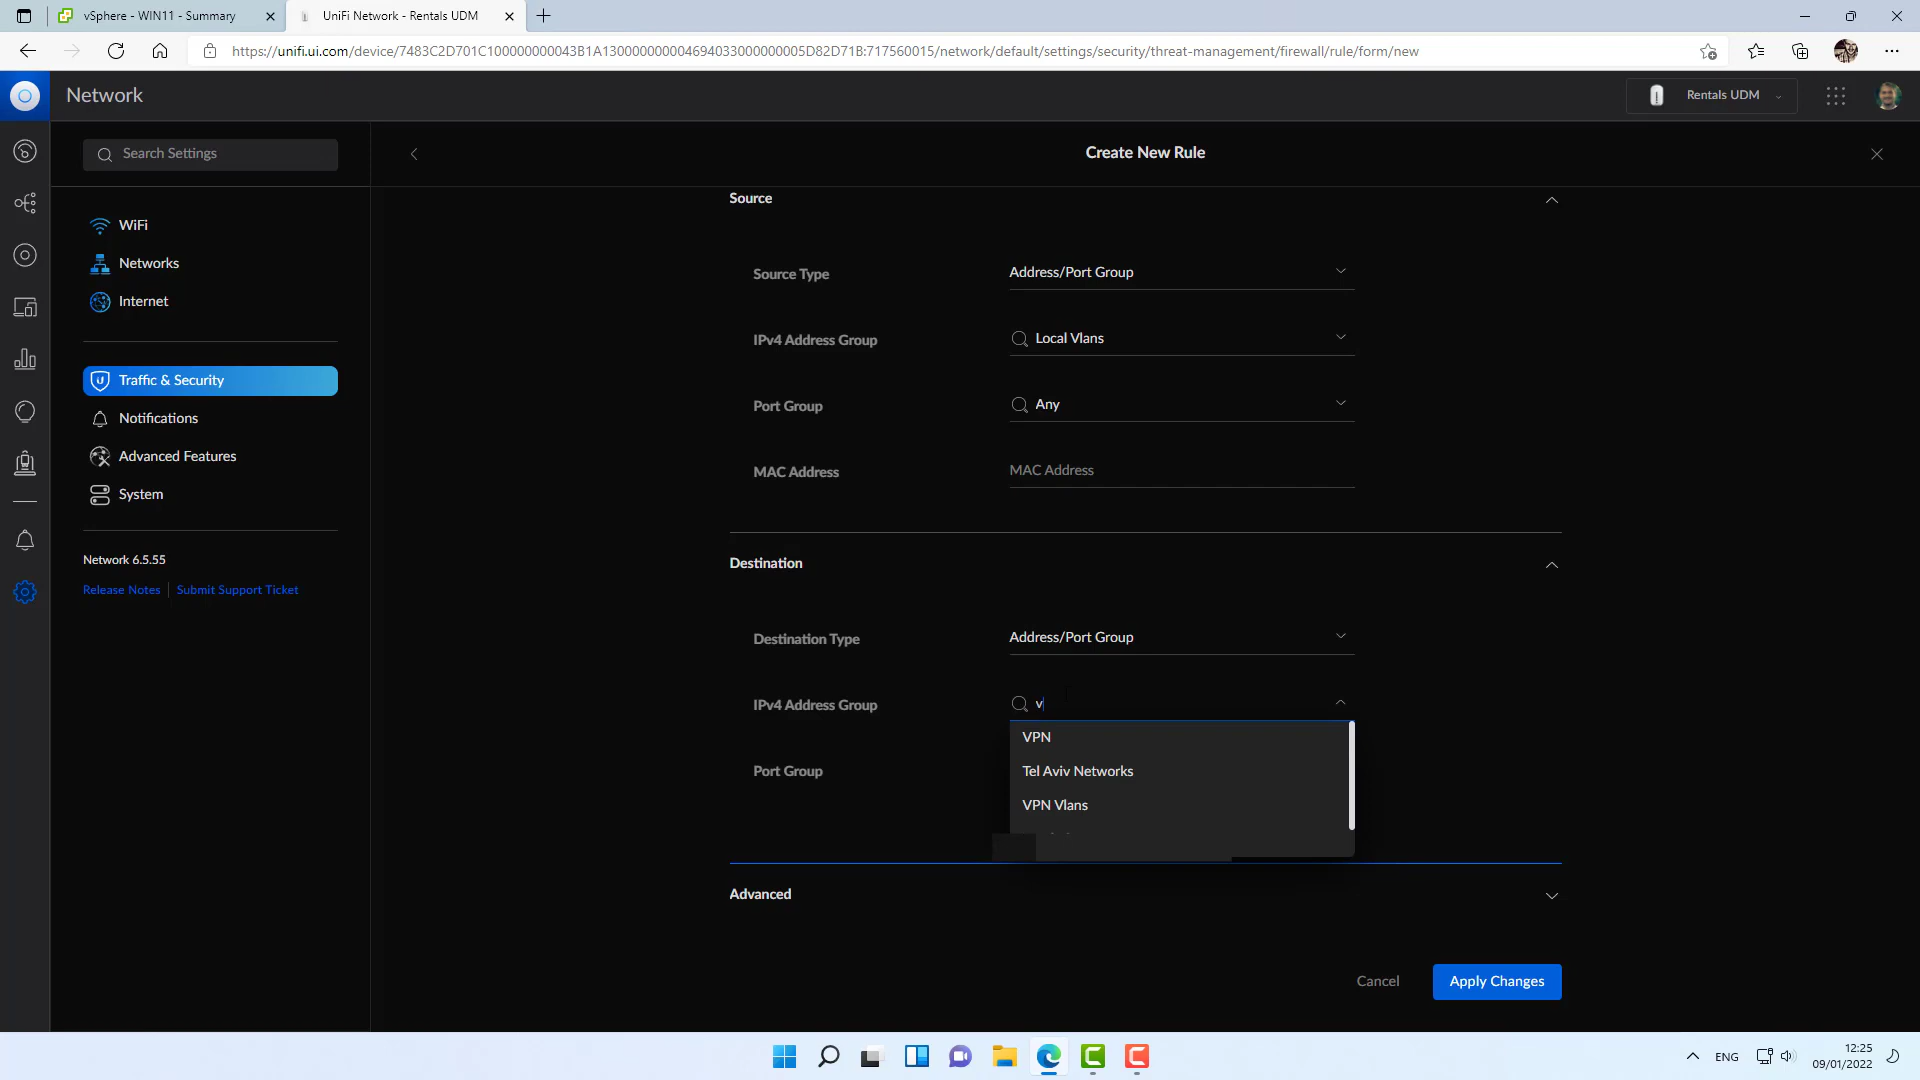 vSphere - WIN11 - Summary
UniFi Network - Rentals UDM
https://unifi.ui.com/device/7483C2D701C100000000043B1A130000000004694033000000005D82D71B:717560015/network/default/settings/security/threat-management/firewall/rule/form/new
Network
Rentals UDM
Search Settings
Create New Rule
WiFi
Networks
Internet
Traffic & Security
Notifications
Advanced Features
System
Network 6.5.55
Release Notes
Submit Support Ticket
Source
Source Type
Address/Port Group
IPv4 Address Group
Local Vlans
Port Group
Any
MAC Address
MAC Address
Destination
Destination Type
Address/Port Group
IPv4 Address Group
v
VPN
Port Group
Tel Aviv Networks
VPN Vlans
Advanced
Cancel
Apply Changes
ENG
12:25
09/01/2022